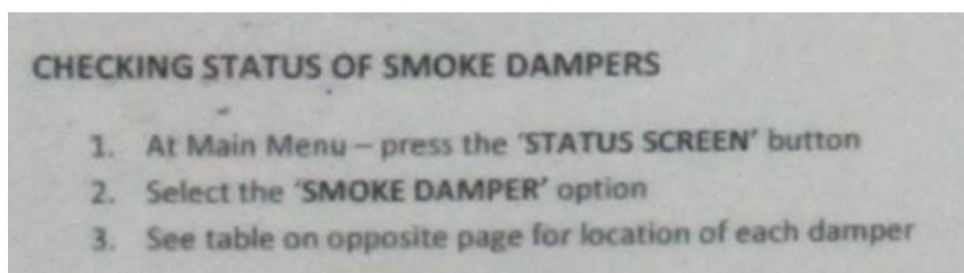 CHECKING STATUS OF SMOKE DAMPERS
1. At Main Menu – press the ‘STATUS SCREEN’ button
2. Select the ‘SMOKE DAMPER’ option
3. See table on opposite page for location of each damper